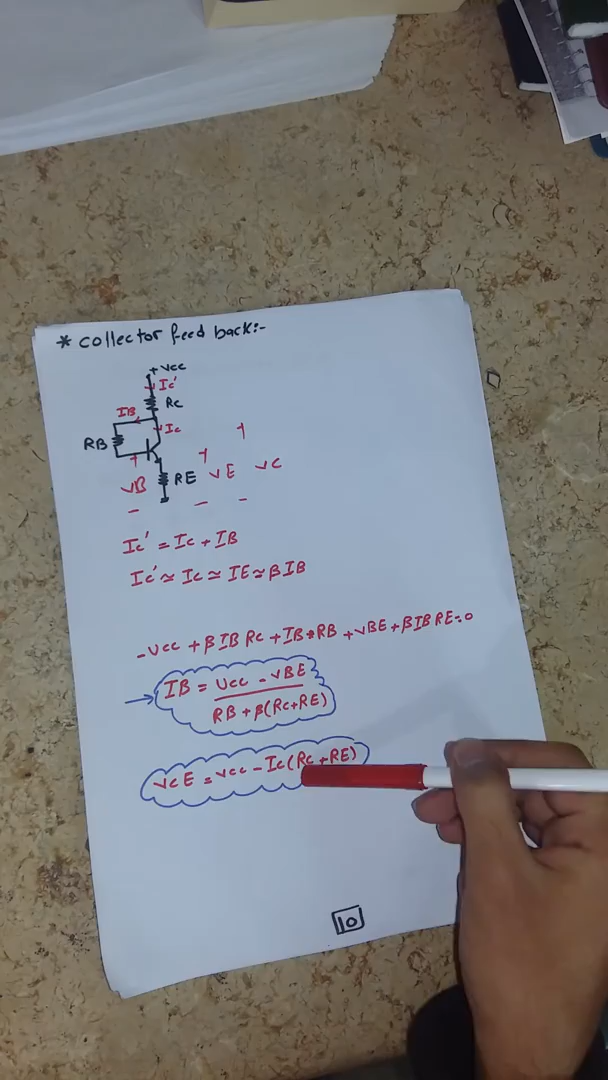 * Collector feed back:-
+ Vcc
Ic'
Rc
IB
Ic
RB
+ + +
VB RE VE VC
- - -
Ic' = Ic + IB
Ic' ≃ Ic ≃ IE ≃ βIB
-Vcc + βIB Rc + IB*RB + VBE + βIB RE = 0
→ IB = Vcc - VBE
RB + β(Rc+RE)
VCE = Vcc - Ic(Rc+RE)
10